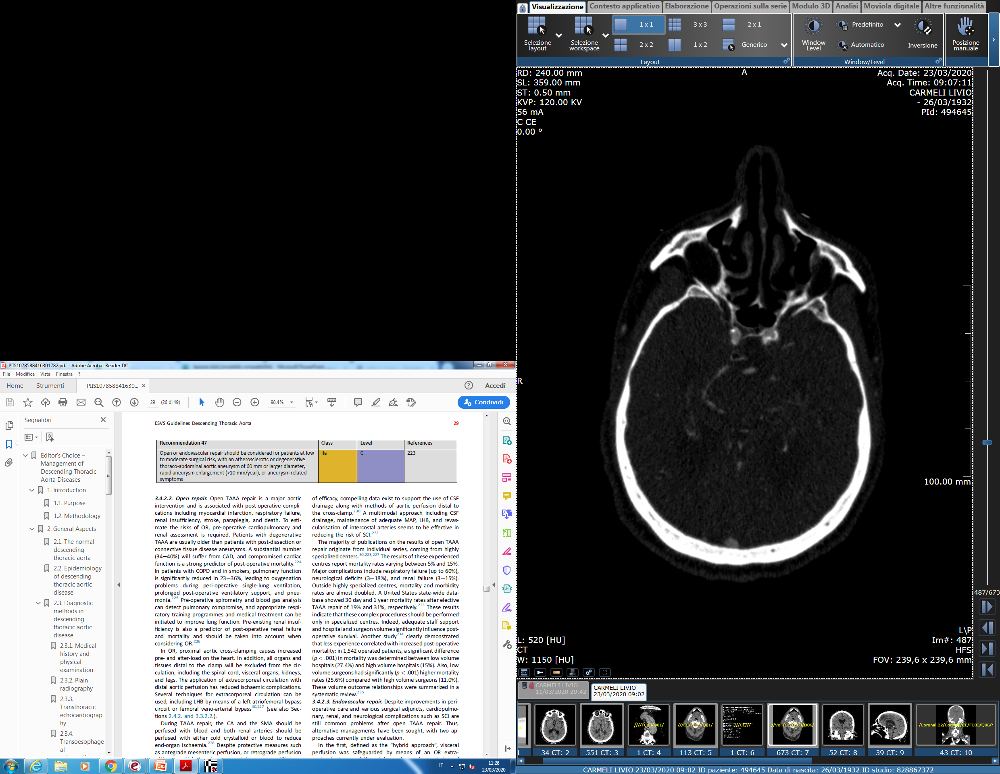 Visualizzazione Contesto applicativo Elaborazione Operazioni sulla serie Modulo 3D Analisi Moviola digitale Altre funzionalità
Selezione layout
Selezione workspace
1 x 1
3 x 3
2 x 1
2 x 2
1 x 2
Generico
Layout
Window Level
Predefinito
Automatico
Inversione
Window/Level
Posizione manuale
RD: 240.00 mm
SL: 359.00 mm
ST: 0.50 mm
KVP: 120.00 KV
56 mA
C CE
0.00 °
A
Acq. Date: 23/03/2020
Acq. Time: 09:07:11
CARMELI LIVIO
- 26/03/1932
PId: 494645
R
100.00 mm
487/673
L: 520 [HU]
CT
W: 1150 [HU]
L\P
Im#: 487
HFS
FOV: 239,6 x 239,6 mm
3D
CARMELI LIVIO
11/03/2020 20:42
CARMELI LIVIO
23/03/2020 09:02
////FC03/Q01/
///CE/FC03/Q01/
///CE///
//Vol./CE/FC03/Q06/
/Coronal.22/Coronal/CE/FC03/Q06/M
1
34 CT: 2
551 CT: 3
1 CT: 4
113 CT: 5
1 CT: 6
673 CT: 7
52 CT: 8
39 CT: 9
43 CT: 10
CARMELI LIVIO 23/03/2020 09:02 ID paziente: 494645 Data di nascita: 26/03/1932 ID studio: 828867372
PIIS1078588416301782.pdf - Adobe Acrobat Reader DC
File Modifica Vista Finestra ?
Home Strumenti PIIS107858841630... × Accedi
29 (26 di 49) 98,4% Condividi
Segnalibri
Editor's Choice –
Management of
Descending Thoracic
Aorta Diseases
1. Introduction
1.1. Purpose
1.2. Methodology
2. General Aspects
2.1. The normal
descending
thoracic aorta
2.2. Epidemiology
of descending
thoracic aortic
disease
2.3. Diagnostic
methods in
descending
thoracic aortic
disease
2.3.1. Medical
history and
physical
examination
2.3.2. Plain
radiography
2.3.3.
Transthoracic
echocardiograp
hy
2.3.4.
Transoesophage
al
ESVS Guidelines Descending Thoracic Aorta 29
Recommendation 47 Class Level References
Open or endovascular repair should be considered for patients at low IIa C 223
to moderate surgical risk, with an atherosclerotic or degenerative
thoraco-abdominal aortic aneurysm of 60 mm or larger diameter,
rapid aneurysm enlargement (>10 mm/year), or aneurysm related
symptoms
3.4.2.2. Open repair. Open TAAA repair is a major aortic
intervention and is associated with post-operative compli-
cations including myocardial infarction, respiratory failure,
renal insufficiency, stroke, paraplegia, and death. To esti-
mate the risks of OR, pre-operative cardiopulmonary and
renal assessment is required. Patients with degenerative
TAAA are usually older than patients with post-dissection or
connective tissue disease aneurysms. A substantial number
(34—40%) will suffer from CAD, and compromised cardiac
function is a strong predictor of post-operative mortality.224
In patients with COPD and in smokers, pulmonary function
is significantly reduced in 23—36%, leading to oxygenation
problems during peri-operative single-lung ventilation,
prolonged post-operative ventilatory support, and pneu-
monia.225 Pre-operative spirometry and blood gas analysis
can detect pulmonary compromise, and appropriate respi-
ratory training programmes and medical treatment can be
initiated to improve lung function. Pre-existing renal insuf-
ficiency is also a predictor of post-operative renal failure
and mortality and should be taken into account when
considering OR.226
In OR, proximal aortic cross-clamping causes increased
pre- and after-load on the heart. In addition, all organs and
tissues distal to the clamp will be excluded from the cir-
culation, including the spinal cord, visceral organs, kidneys,
and legs. The application of extracorporeal circulation with
distal aortic perfusion has reduced ischaemic complications.
Several techniques for extracorporeal circulation can be
used, including LHB by means of a left atriofemoral bypass
circuit or femoral veno-arterial bypass40,227 (see also Sec-
tions 2.4.2. and 3.3.2.2.).
During TAAA repair, the CA and the SMA should be
perfused with blood and both renal arteries should be
perfused with either cold crystalloid or blood to reduce
end-organ ischaemia.228 Despite protective measures such
as antegrade mesenteric perfusion, or retrograde perfusion
of efficacy, compelling data exist to support the use of CSF
drainage along with methods of aortic perfusion distal to
the cross-clamp.230 A multimodal approach including CSF
drainage, maintenance of adequate MAP, LHB, and revas-
cularisation of intercostal arteries seems to be effective in
reducing the risk of SCI.232
The majority of publications on the results of open TAAA
repair originate from individual series, coming from highly
specialized centers.30,225,227 The results of these experienced
centres report mortality rates varying between 5% and 15%.
Major complications include respiratory failure (up to 60%),
neurological deficits (3—18%), and renal failure (3—15%).
Outside highly specialized centres, mortality and morbidity
rates are almost doubled. A United States state-wide data-
base showed 30 day and 1 year mortality rates after elective
TAAA repair of 19% and 31%, respectively.233 These results
indicate that these complex procedures should be performed
only in specialized centres. Indeed, adequate staff support
and hospital and surgeon volume significantly influence post-
operative survival. Another study234 clearly demonstrated
that less experience correlated with increased post-operative
mortality: in 1,542 operated patients, a significant difference
(p < .001) in mortality was determined between low volume
hospitals (27.4%) and high volume hospitals (15%). Also, low
volume surgeons had significantly (p < .001) higher mortality
rates (25.6%) compared with high volume surgeons (11.0%).
These volume outcome relationships were summarized in a
systematic review.235
3.4.2.3. Endovascular repair. Despite improvements in peri-
operative care and various surgical adjuncts, cardiopulmo-
nary, renal, and neurological complications such as SCI are
still common problems after open TAAA repair. Thus,
alternative managements have been sought, with two ap-
proaches currently under evaluation.
In the first, defined as the “hybrid approach”, visceral
perfusion was safeguarded by means of an OR extra-
IT 11:28
23/03/2020